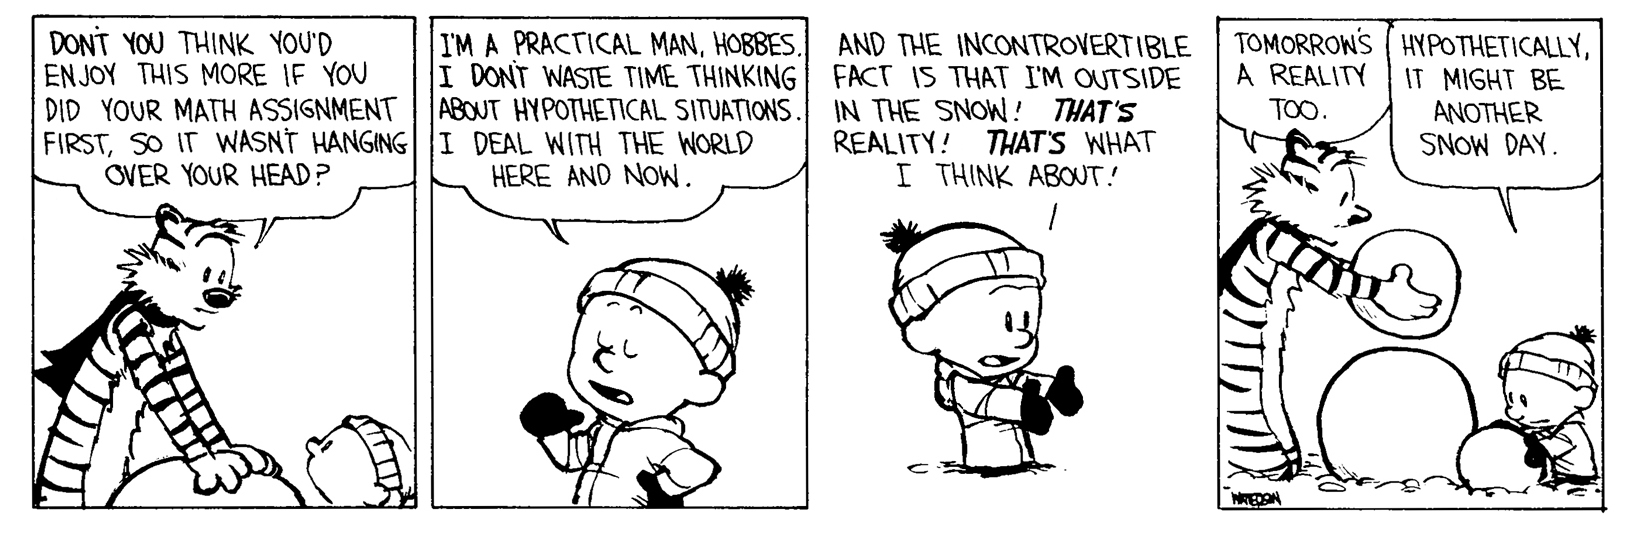 DON'T YOU THINK YOU'D
ENJOY THIS MORE IF YOU
DID YOUR MATH ASSIGNMENT
FIRST, SO IT WASN'T HANGING
OVER YOUR HEAD?
I'M A PRACTICAL MAN, HOBBES.
I DON'T WASTE TIME THINKING
ABOUT HYPOTHETICAL SITUATIONS.
I DEAL WITH THE WORLD
HERE AND NOW.
AND THE INCONTROVERTIBLE
FACT IS THAT I'M OUTSIDE
IN THE SNOW! THAT'S
REALITY! THAT'S WHAT
I THINK ABOUT!
TOMORROW'S
A REALITY
TOO.
HYPOTHETICALLY,
IT MIGHT BE
ANOTHER
SNOW DAY.
WATTERSON